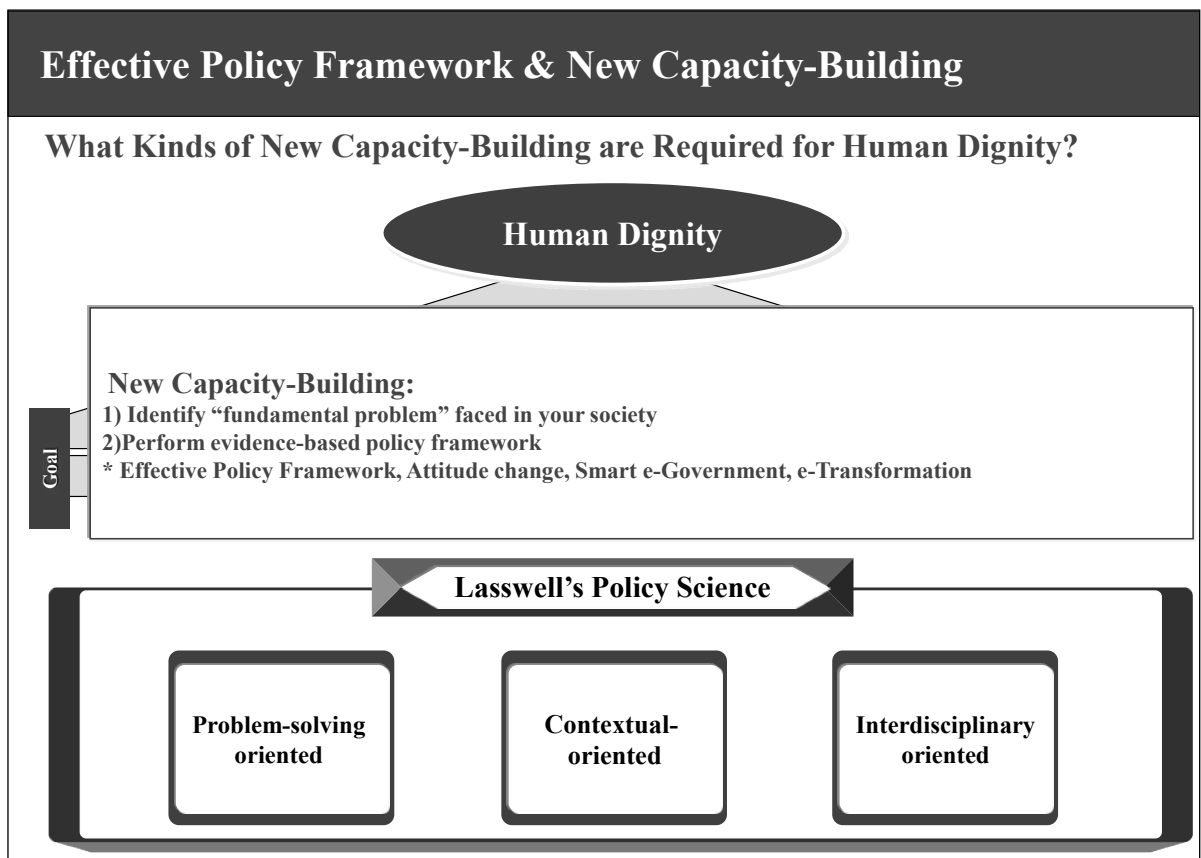 Effective Policy Framework & New Capacity-Building
What Kinds of New Capacity-Building are Required for Human Dignity?
Human Dignity
New Capacity-Building:
1) Identify “fundamental problem” faced in your society
2)Perform evidence-based policy framework
* Effective Policy Framework, Attitude change, Smart e-Government, e-Transformation
Goal
Lasswell’s Policy Science
Problem-solving
oriented
Contextual-
oriented
Interdisciplinary
oriented